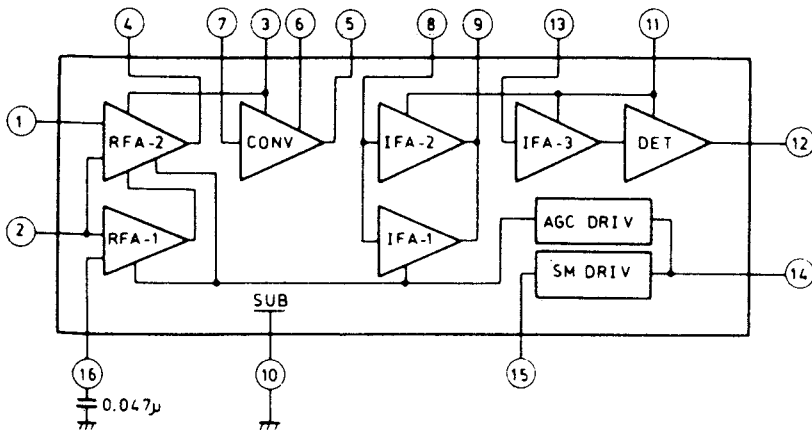 4 7 3 6 5 8 9 13 11
1 RFA-2 CONV IFA-2 IFA-3 DET 12
2 RFA-1 IFA-1 AGC DRIV
SM DRIV 14
SUB
16 10 15
0.047μ